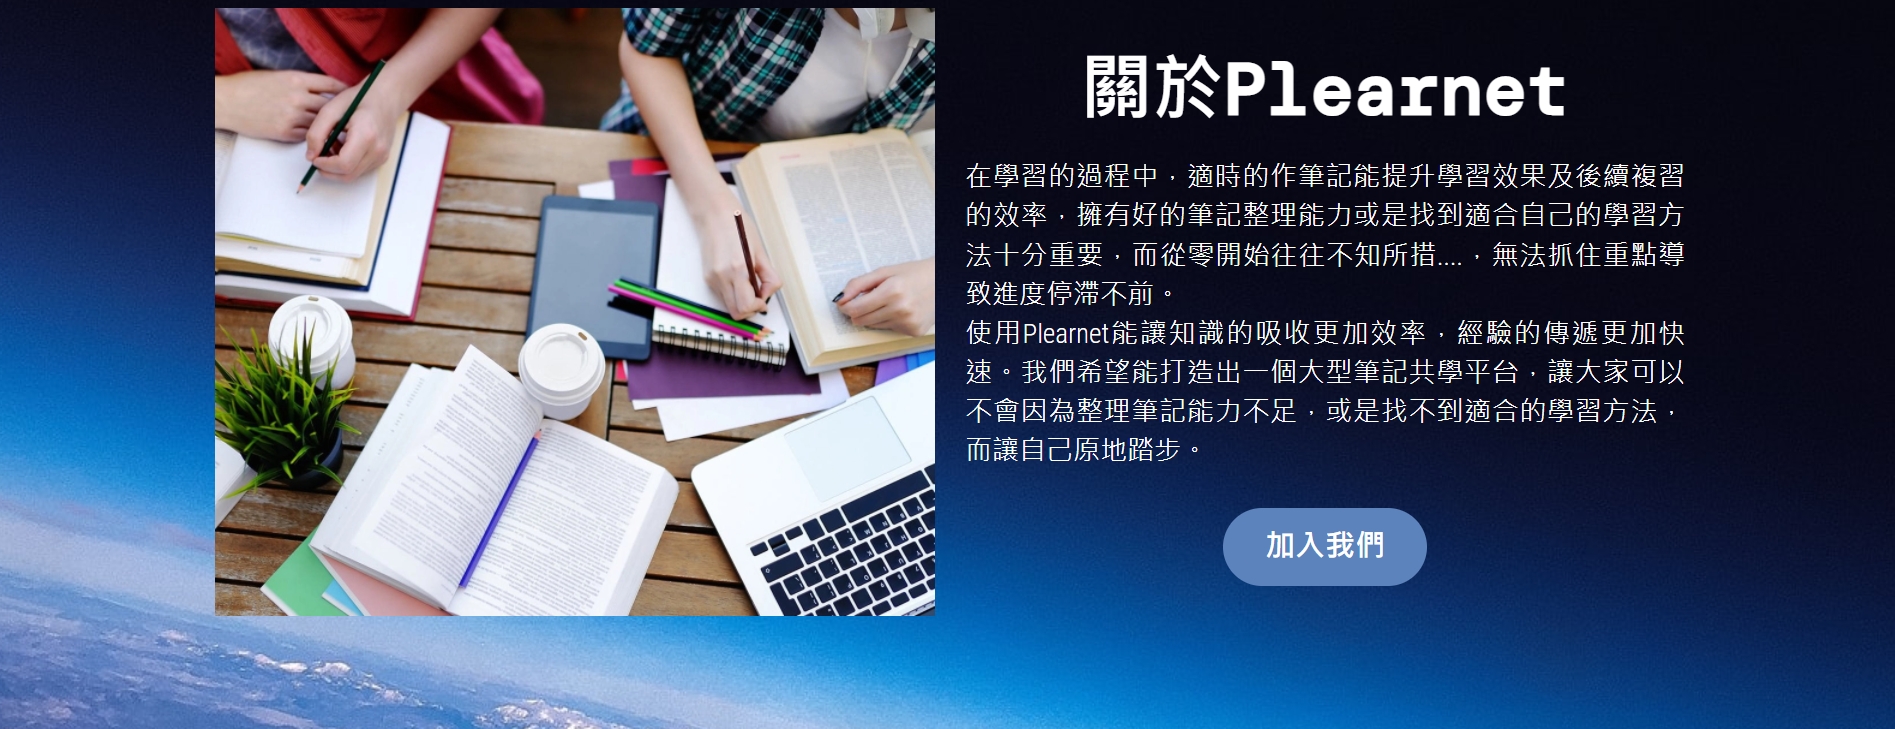 關於Plearnet
在學習的過程中，適時的作筆記能提升學習效果及後續複習
的效率，擁有好的筆記整理能力或是找到適合自己的學習方
法十分重要，而從零開始往往不知所措....，無法抓住重點導
致進度停滯不前。
使用Plearnet能讓知識的吸收更加效率，經驗的傳遞更加快
速。我們希望能打造出一個大型筆記共學平台，讓大家可以
不會因為整理筆記能力不足，或是找不到適合的學習方法，
而讓自己原地踏步。
加入我們